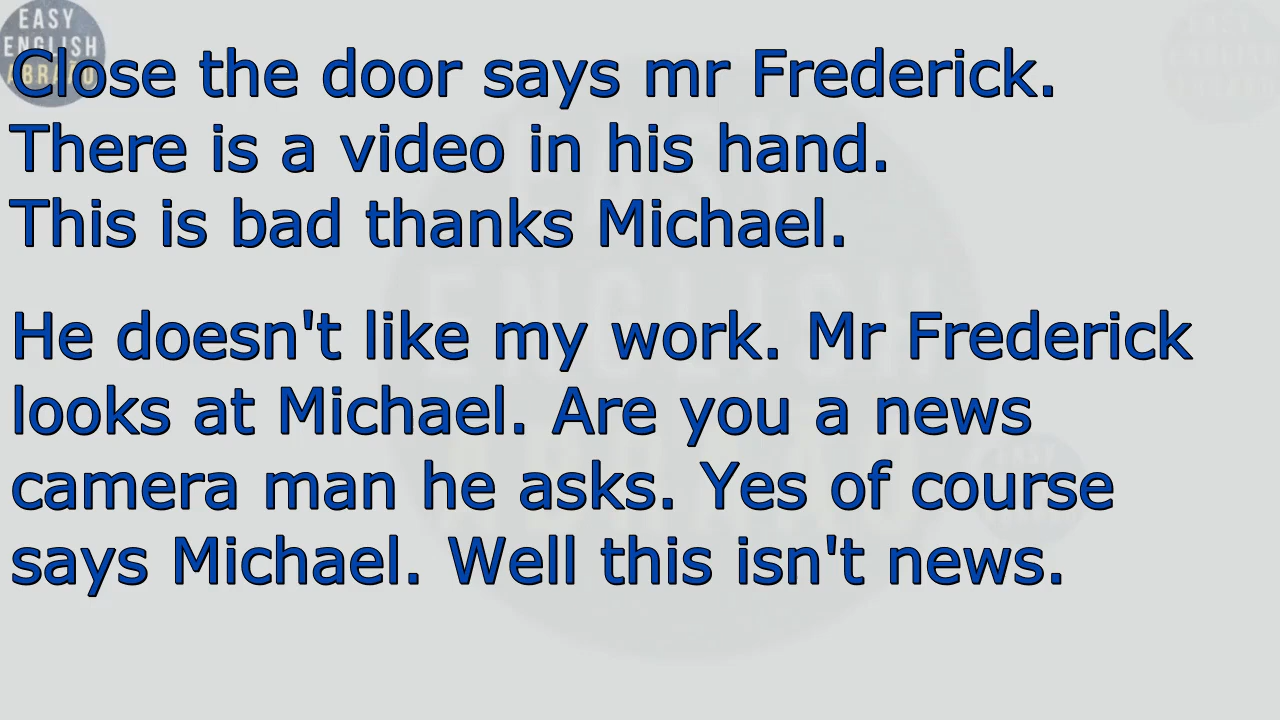 EASY
ENGLISH
ABRAAD
Close the door says mr Frederick.
There is a video in his hand.
This is bad thanks Michael.
He doesn't like my work. Mr Frederick
looks at Michael. Are you a news
camera man he asks. Yes of course
says Michael. Well this isn't news.